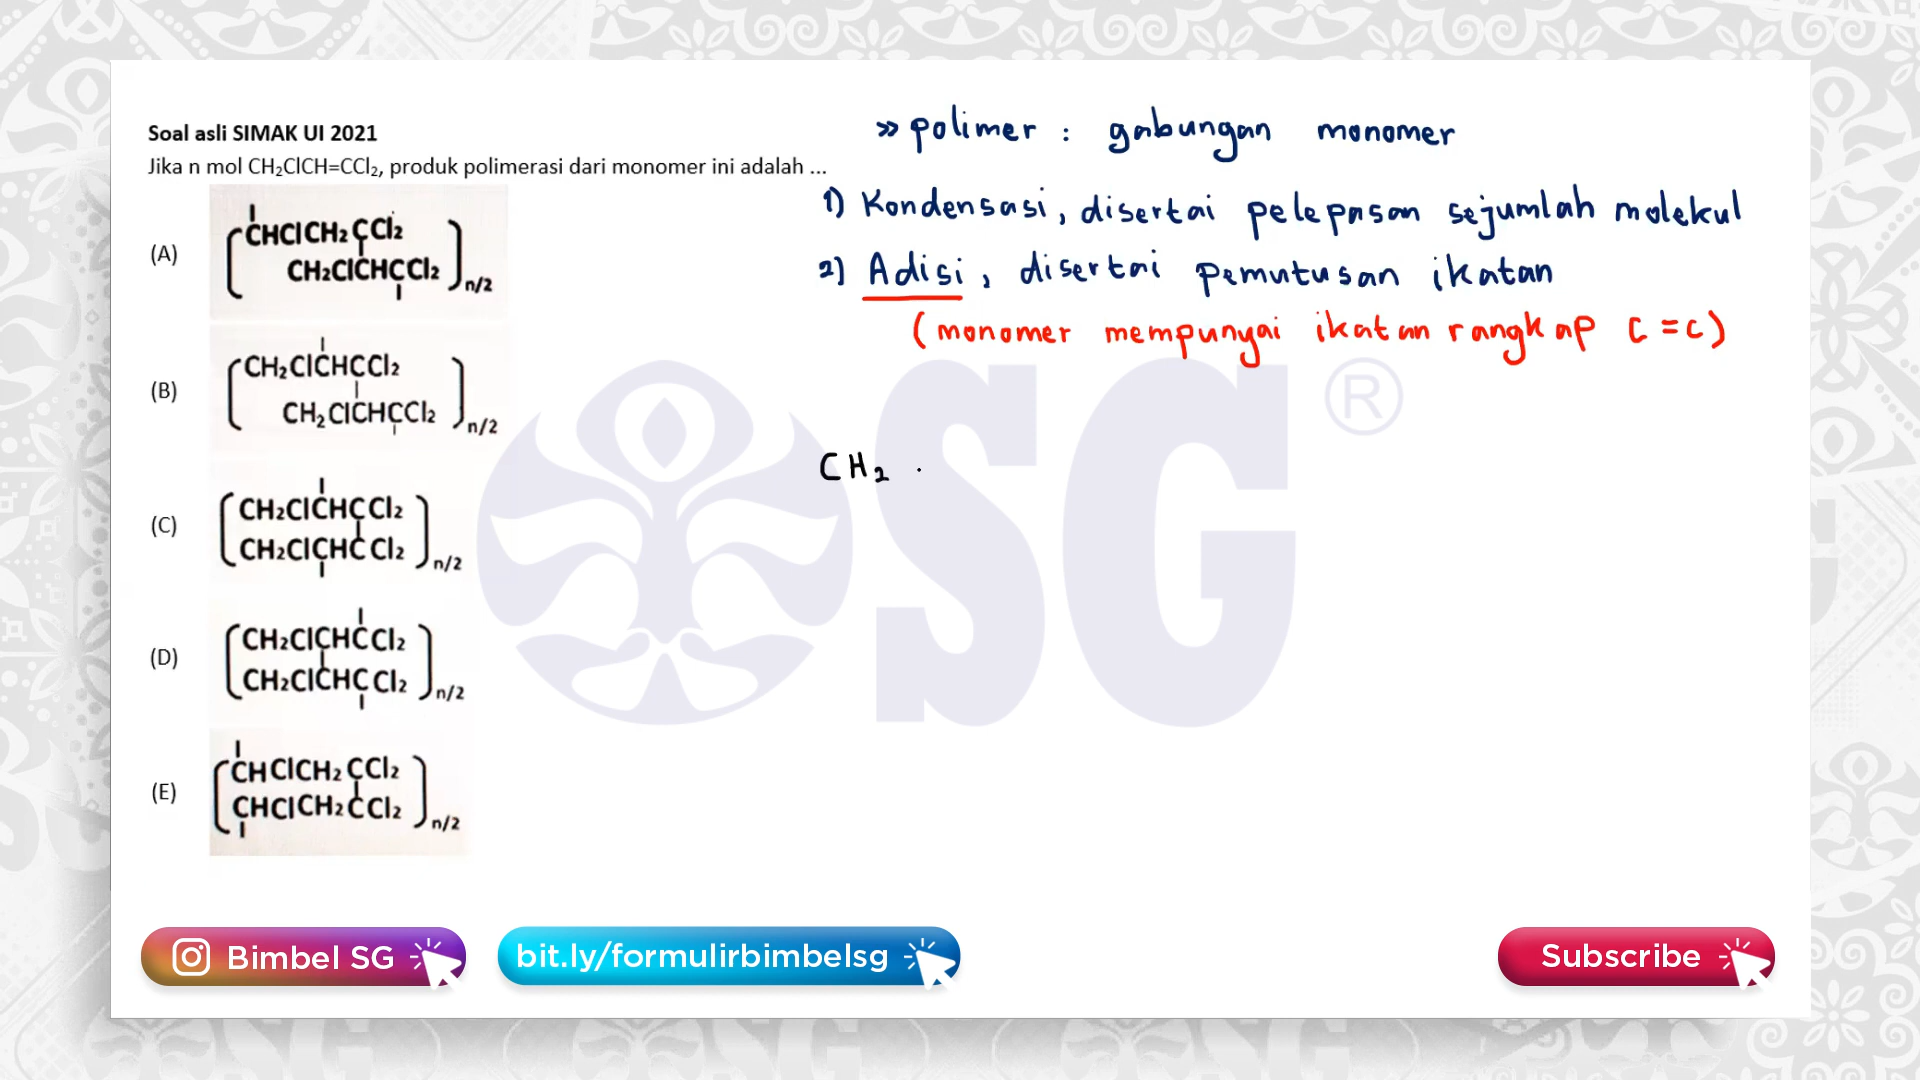 Soal asli SIMAK UI 2021
Jika n mol CH₂ClCH=CCl₂, produk polimerasi dari monomer ini adalah ...
(A)
CHClCH₂CCl₂
CH₂ClCHCCl₂
n/2
(B)
CH₂ClCHCCl₂
CH₂ClCHCCl₂
n/2
(C)
CH₂ClCHCCl₂
CH₂ClCHCCl₂
n/2
(D)
CH₂ClCHCCl₂
CH₂ClCHCCl₂
n/2
(E)
CHClCH₂CCl₂
CHClCH₂CCl₂
n/2
>> polimer : gabungan monomer
1) Kondensasi, disertai pelepasan sejumlah molekul
2) Adisi, disertai pemutusan ikatan
(monomer mempunyai ikatan rangkap C=C)
CH₂ .
SG ®
Bimbel SG
bit.ly/formulirbimbelsg
Subscribe